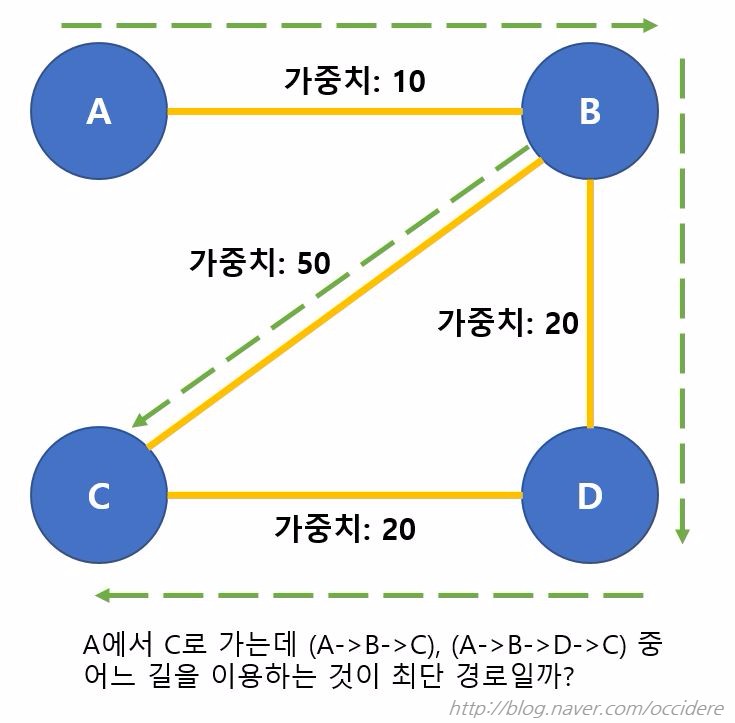 A
가중치: 10
B
가중치: 50
가중치: 20
C
가중치: 20
D
A에서 C로 가는데 (A->B->C), (A->B->D->C) 중
어느 길을 이용하는 것이 최단 경로일까?
http://blog.naver.com/occidere